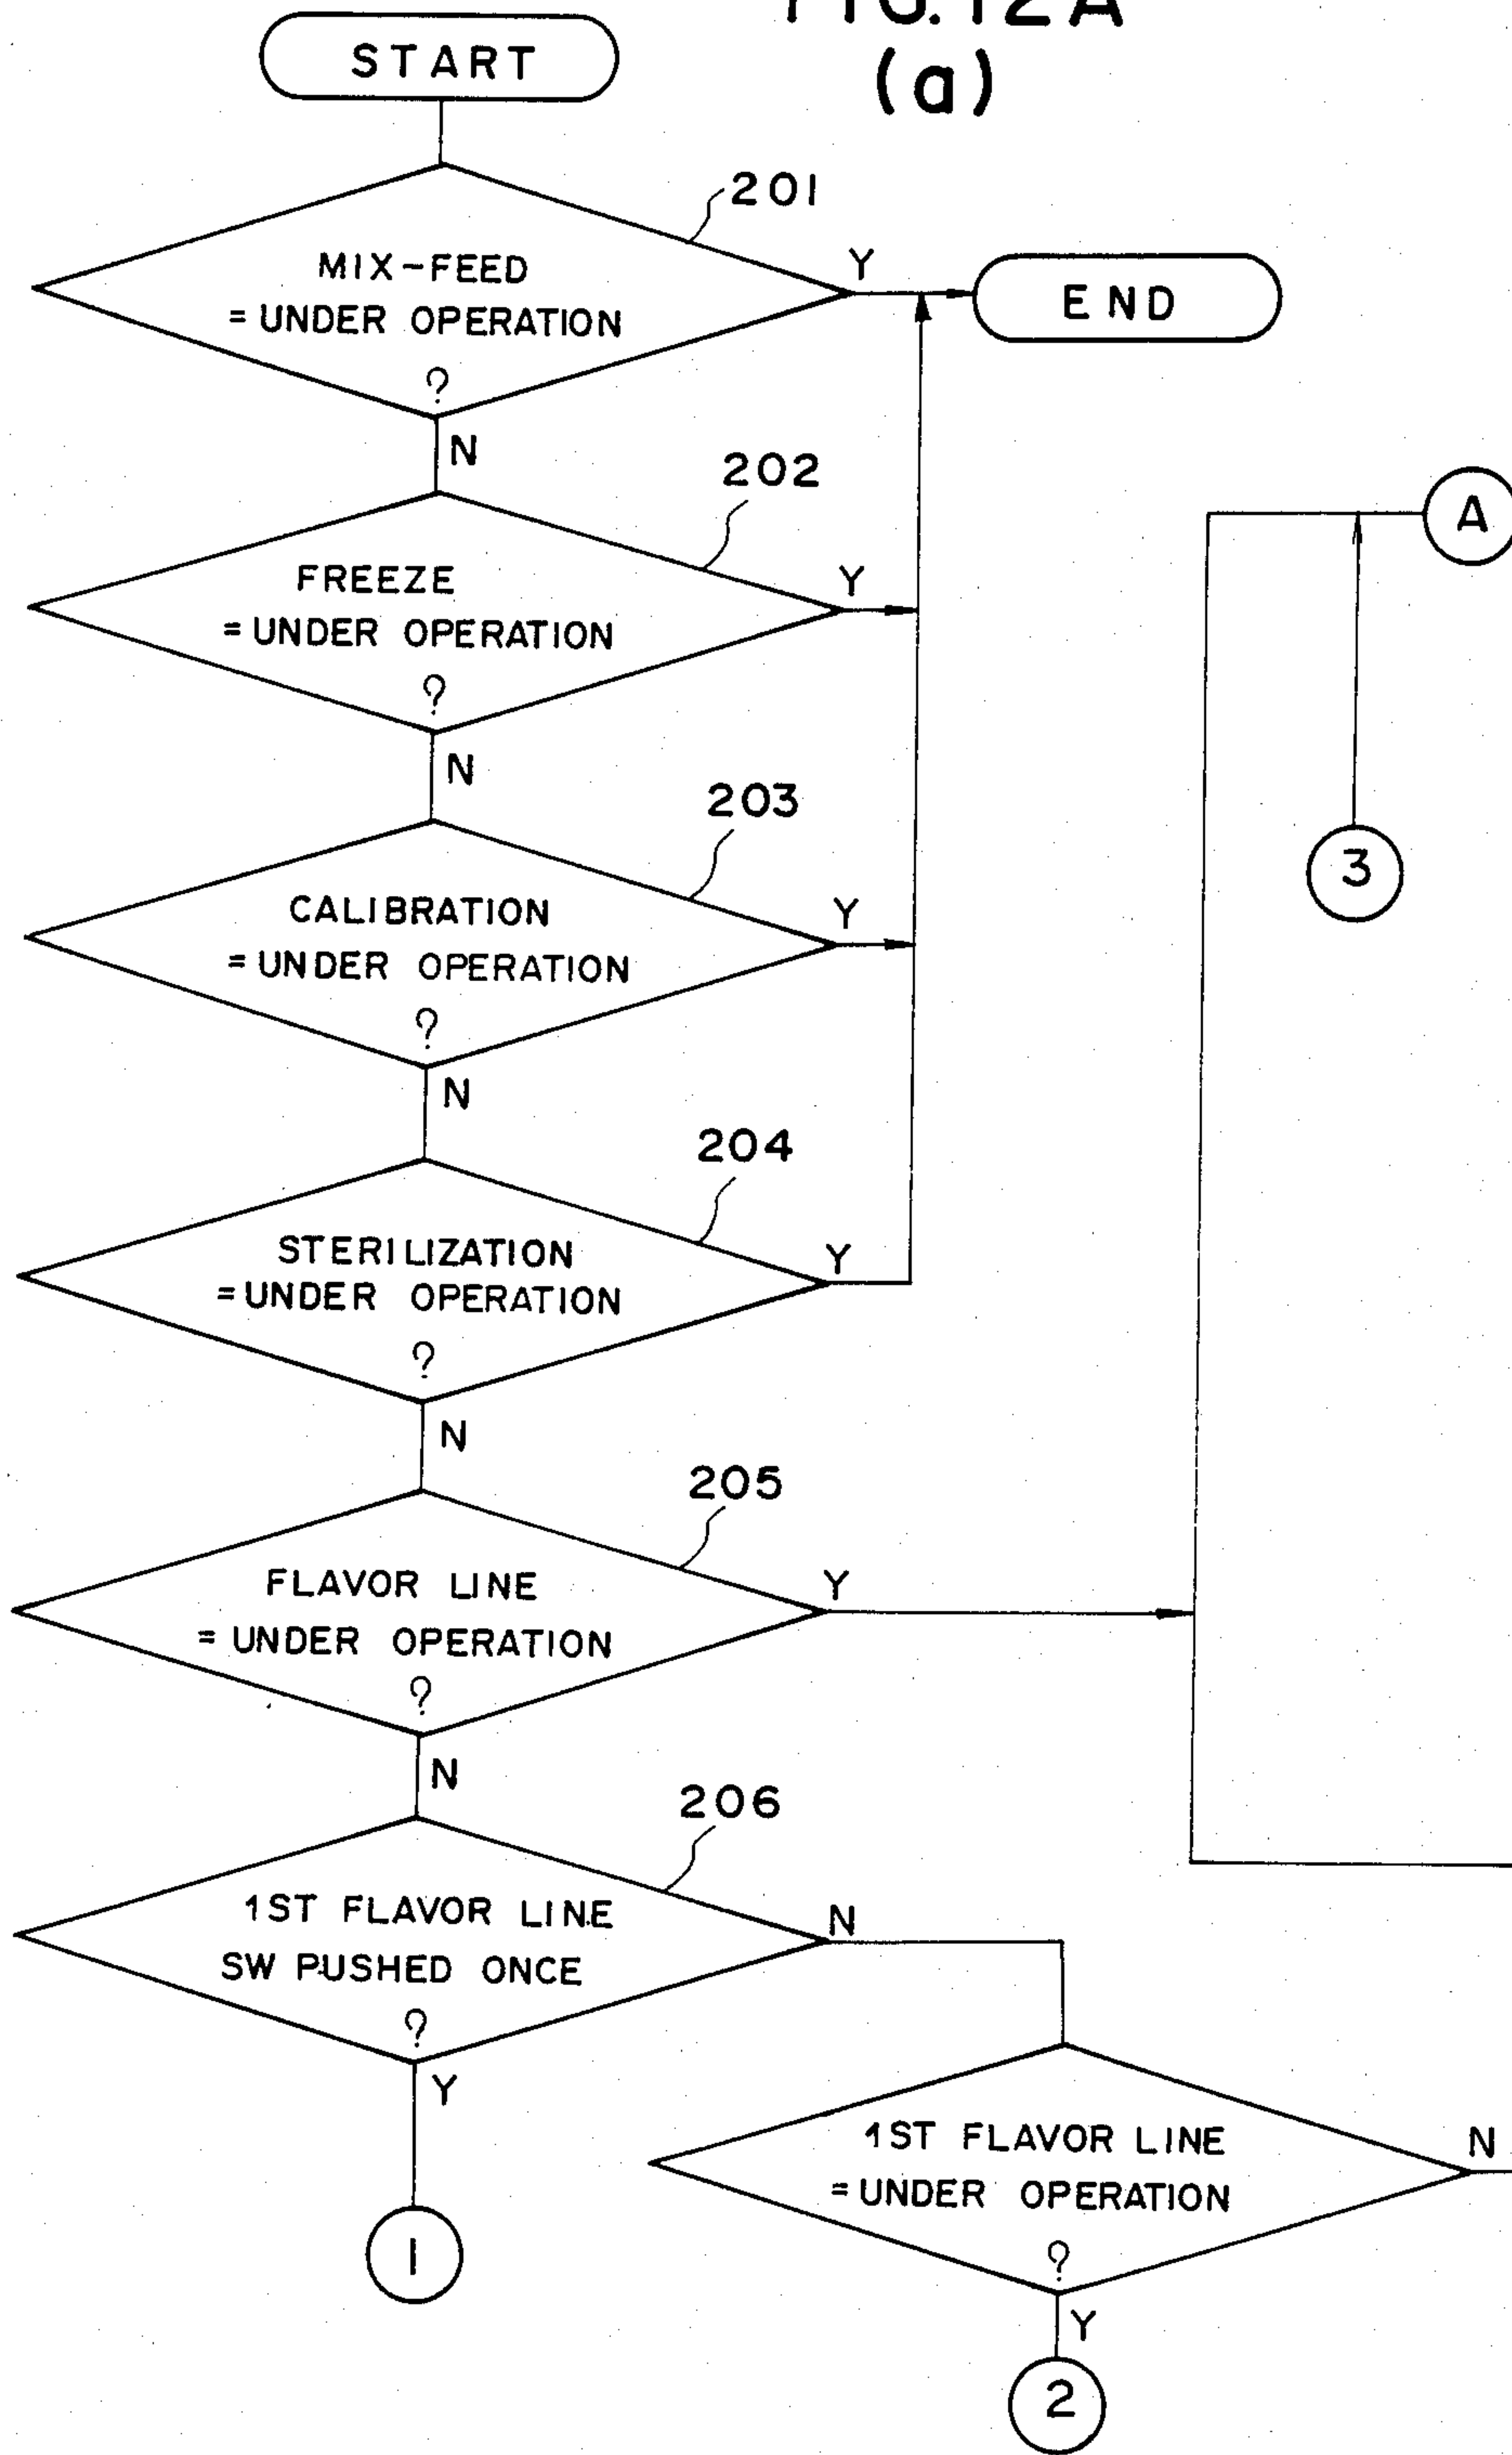 FIG. 12A
(a)
START
201
MIX-FEED
= UNDER OPERATION
?
Y
END
N
202
FREEZE
= UNDER OPERATION
?
Y
A
N
203
CALIBRATION
= UNDER OPERATION
?
Y
3
N
204
STERILIZATION
= UNDER OPERATION
?
Y
N
205
FLAVOR LINE
= UNDER OPERATION
?
Y
N
206
1ST FLAVOR LINE
SW PUSHED ONCE
?
N
Y
1
1ST FLAVOR LINE
= UNDER OPERATION
?
N
Y
2